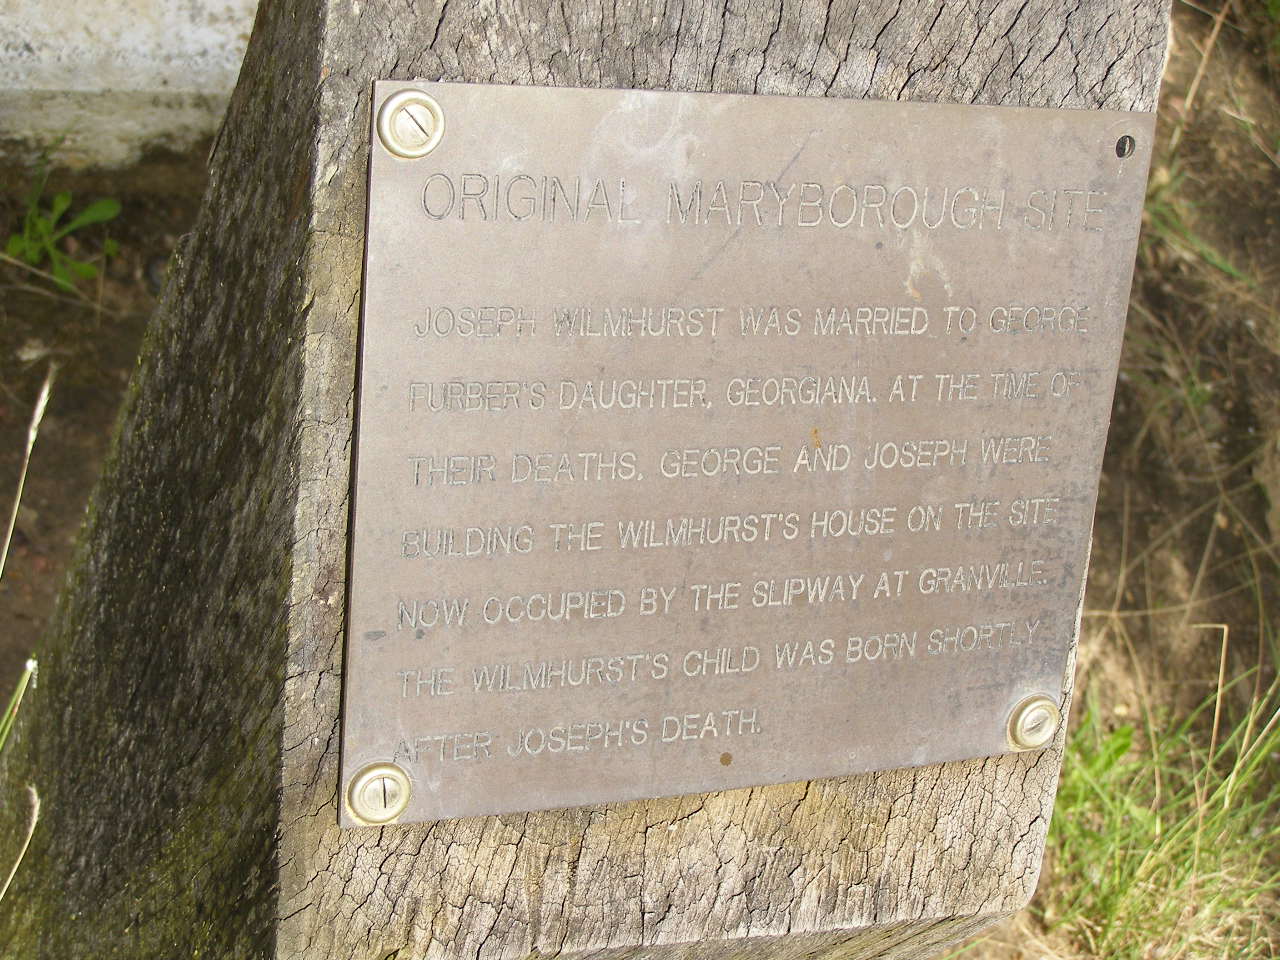 ORIGINAL MARYBOROUGH SITE
JOSEPH WILMHURST WAS MARRIED TO GEORGE
FURBER'S DAUGHTER, GEORGIANA. AT THE TIME OF
THEIR DEATHS, GEORGE AND JOSEPH WERE
BUILDING THE WILMHURST'S HOUSE ON THE SITE
NOW OCCUPIED BY THE SLIPWAY AT GRANVILLE.
THE WILMHURST'S CHILD WAS BORN SHORTLY
AFTER JOSEPH'S DEATH.